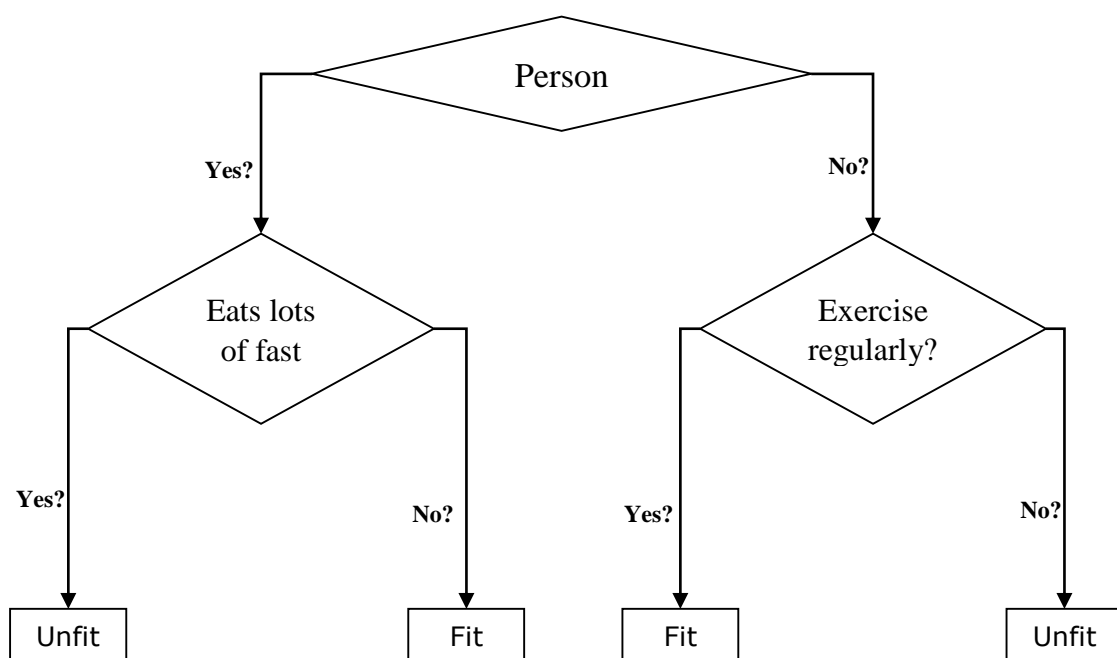 Person
Yes?
No?
Eats lots
of fast
Exercise
regularly?
Yes?
No?
Yes?
No?
Unfit
Fit
Fit
Unfit